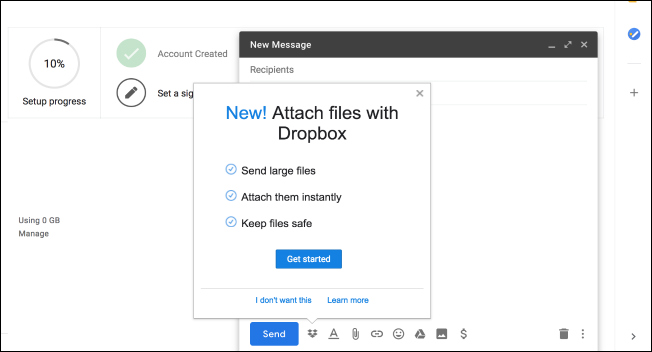 10%
Setup progress
Account Created
Set a sig
Using 0 GB
Manage
New Message
Recipients
New! Attach files with
Dropbox
Send large files
Attach them instantly
Keep files safe
Get started
I don't want this Learn more
Send